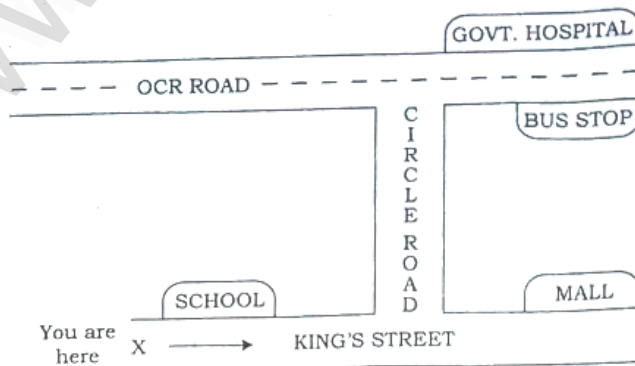 GOVT. HOSPITAL
OCR ROAD
BUS STOP
CIRCLE ROAD
SCHOOL
MALL
You are
here
X
KING'S STREET